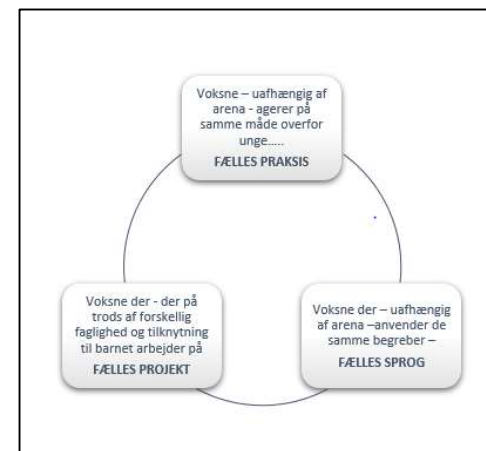 Voksne – uafhængig af
arena - agerer på
samme måde overfor
unge.....
FÆLLES PRAKSIS
Voksne der - der på
trods af forskellig
faglighed og tilknytning
til barnet arbejder på
FÆLLES PROJEKT
Voksne der – uafhængig
af arena –anvender de
samme begreber –
FÆLLES SPROG